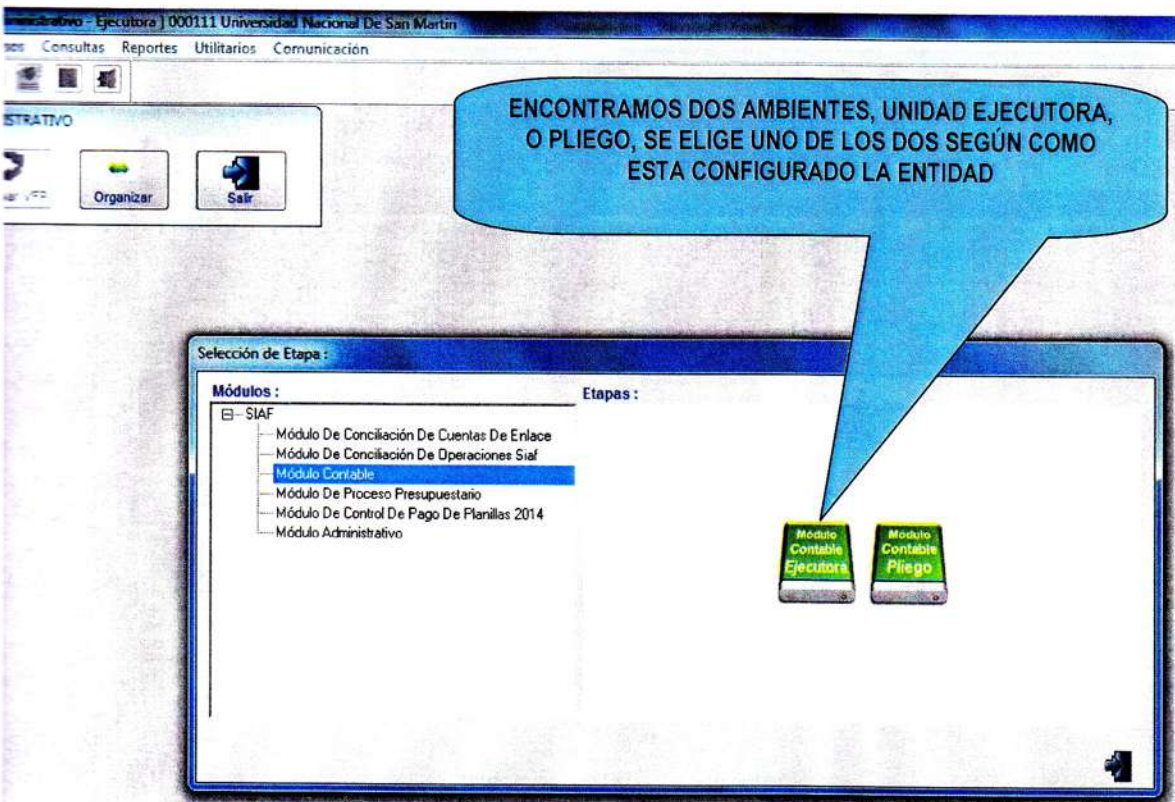 Ejecutora ] 000111 Universidad Nacional De San Martin
Consultas Reportes Utilitarios Comunicación
ENCONTRAMOS DOS AMBIENTES, UNIDAD EJECUTORA,
O PLIEGO, SE ELIGE UNO DE LOS DOS SEGÚN COMO
ESTA CONFIGURADO LA ENTIDAD
Organizar
Salir
Selección de Etapa :
Módulos :
Etapas :
SIAF
Módulo De Conciliación De Cuentas De Enlace
Módulo De Conciliación De Operaciones Siaf
Módulo Contable
Módulo De Proceso Presupuestario
Módulo De Control De Pago De Planillas 2014
Módulo Administrativo
Módulo
Contable
Ejecutora
Módulo
Contable
Pliego